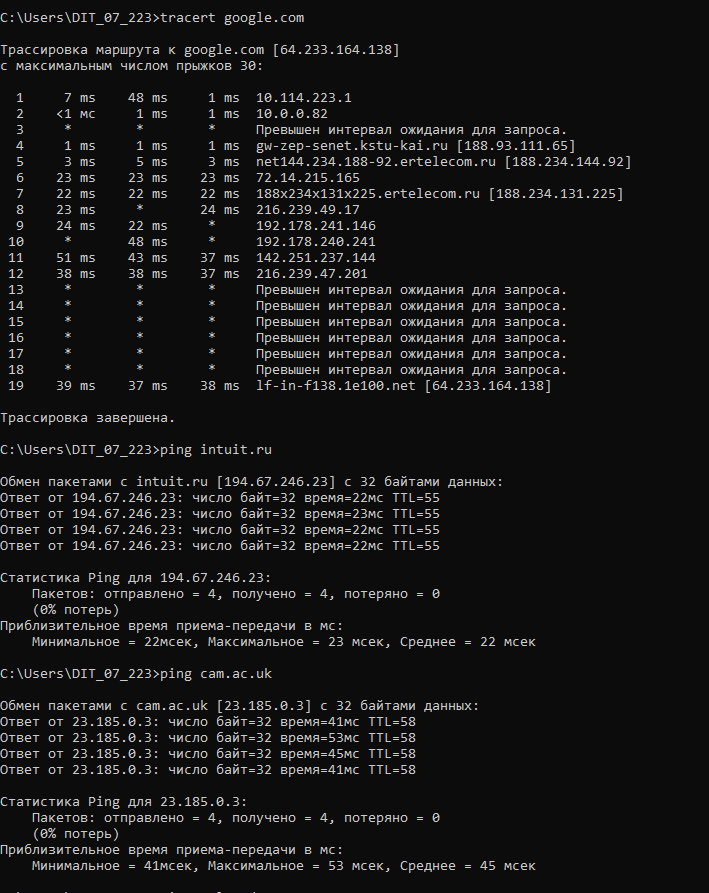 C:\Users\DIT_07_223>tracert google.com
Трассировка маршрута к google.com [64.233.164.138]
с максимальным числом прыжков 30:
1 7 ms 48 ms 1 ms 10.114.223.1
2 <1 мс 1 ms 1 ms 10.0.0.82
3 * * * Превышен интервал ожидания для запроса.
4 1 ms 1 ms 1 ms gw-zep-senet.kstu-kai.ru [188.93.111.65]
5 3 ms 5 ms 3 ms net144.234.188-92.ertelecom.ru [188.234.144.92]
6 23 ms 23 ms 23 ms 72.14.215.165
7 22 ms 22 ms 22 ms 188x234x131x225.ertelecom.ru [188.234.131.225]
8 23 ms * 24 ms 216.239.49.17
9 24 ms 22 ms * 192.178.241.146
10 * 48 ms * 192.178.240.241
11 51 ms 43 ms 37 ms 142.251.237.144
12 38 ms 38 ms 37 ms 216.239.47.201
13 * * * Превышен интервал ожидания для запроса.
14 * * * Превышен интервал ожидания для запроса.
15 * * * Превышен интервал ожидания для запроса.
16 * * * Превышен интервал ожидания для запроса.
17 * * * Превышен интервал ожидания для запроса.
18 * * * Превышен интервал ожидания для запроса.
19 39 ms 37 ms 38 ms lf-in-f138.1e100.net [64.233.164.138]
Трассировка завершена.
C:\Users\DIT_07_223>ping intuit.ru
Обмен пакетами с intuit.ru [194.67.246.23] с 32 байтами данных:
Ответ от 194.67.246.23: число байт=32 время=22мс TTL=55
Ответ от 194.67.246.23: число байт=32 время=23мс TTL=55
Ответ от 194.67.246.23: число байт=32 время=22мс TTL=55
Ответ от 194.67.246.23: число байт=32 время=22мс TTL=55
Статистика Ping для 194.67.246.23:
Пакетов: отправлено = 4, получено = 4, потеряно = 0
(0% потерь)
Приблизительное время приема-передачи в мс:
Минимальное = 22мсек, Максимальное = 23 мсек, Среднее = 22 мсек
C:\Users\DIT_07_223>ping cam.ac.uk
Обмен пакетами с cam.ac.uk [23.185.0.3] с 32 байтами данных:
Ответ от 23.185.0.3: число байт=32 время=41мс TTL=58
Ответ от 23.185.0.3: число байт=32 время=53мс TTL=58
Ответ от 23.185.0.3: число байт=32 время=45мс TTL=58
Ответ от 23.185.0.3: число байт=32 время=41мс TTL=58
Статистика Ping для 23.185.0.3:
Пакетов: отправлено = 4, получено = 4, потеряно = 0
(0% потерь)
Приблизительное время приема-передачи в мс:
Минимальное = 41мсек, Максимальное = 53 мсек, Среднее = 45 мсек